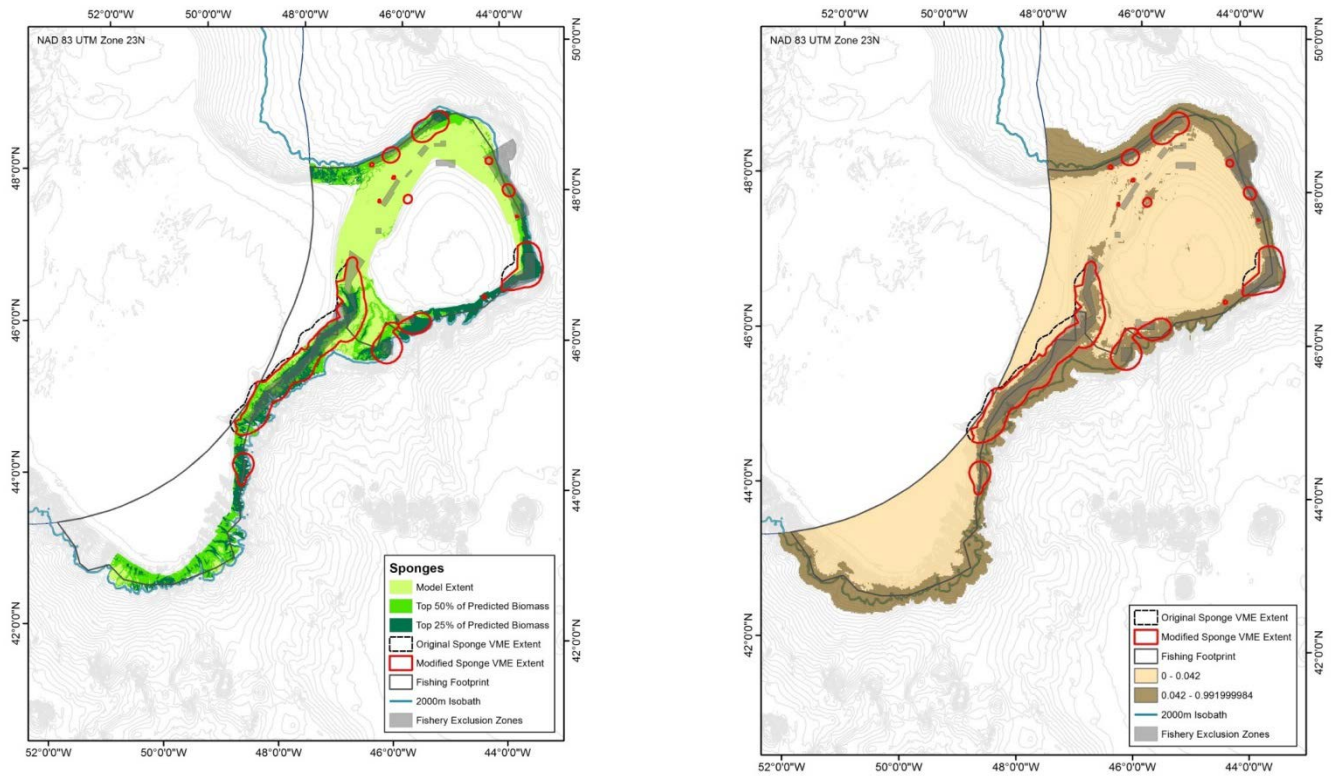 52°0'0"W 50°0'0"W 48°0'0"W 46°0'0"W 44°0'0"W
NAD 83 UTM Zone 23N
50°0'0"N
48°0'0"N
48°0'0"N
46°0'0"N
46°0'0"N
44°0'0"N
44°0'0"N
42°0'0"N
42°0'0"N
Sponges
Model Extent
Top 50% of Predicted Biomass
Top 25% of Predicted Biomass
Original Sponge VME Extent
Modified Sponge VME Extent
Fishing Footprint
2000m Isobath
Fishery Exclusion Zones
52°0'0"W 50°0'0"W 48°0'0"W 46°0'0"W 44°0'0"W
52°0'0"W 50°0'0"W 48°0'0"W 46°0'0"W 44°0'0"W
NAD 83 UTM Zone 23N
50°0'0"N
48°0'0"N
48°0'0"N
46°0'0"N
46°0'0"N
44°0'0"N
44°0'0"N
42°0'0"N
42°0'0"N
Original Sponge VME Extent
Modified Sponge VME Extent
Fishing Footprint
0 - 0.042
0.042 - 0.991999984
2000m Isobath
Fishery Exclusion Zones
52°0'0"W 50°0'0"W 48°0'0"W 46°0'0"W 44°0'0"W